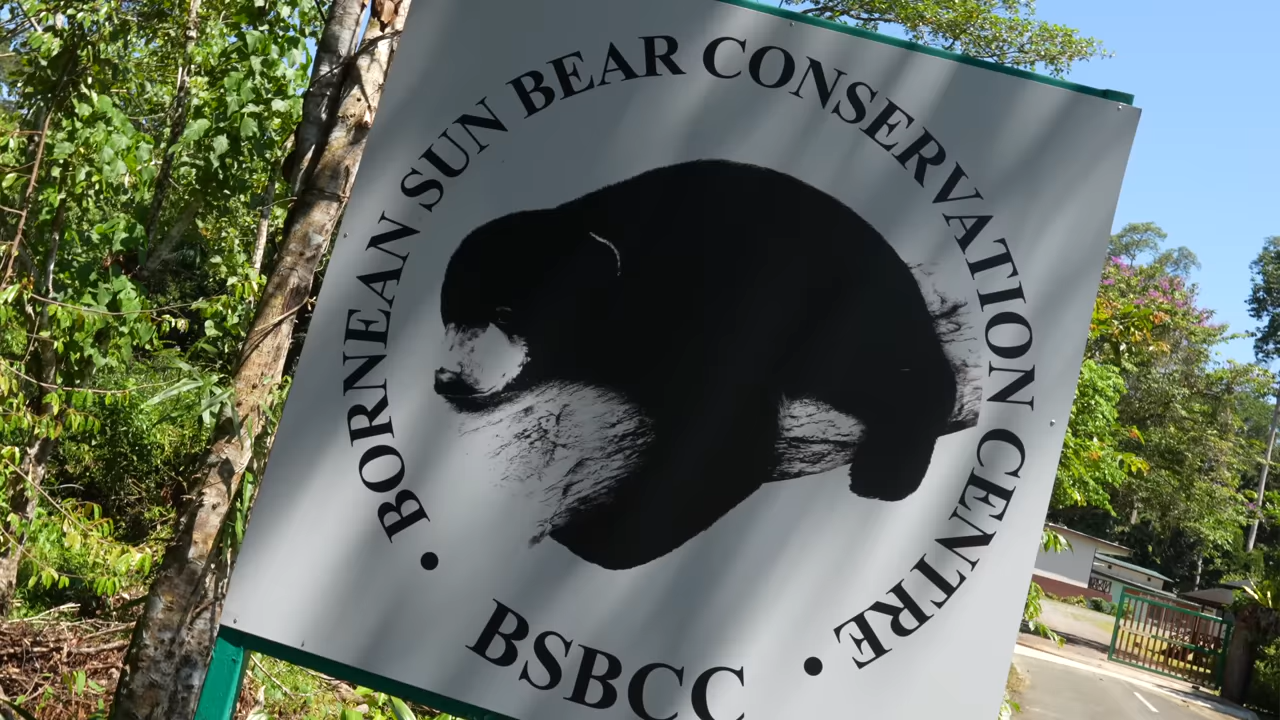 • BORNEAN SUN BEAR CONSERVATION CENTRE •
BSBCC